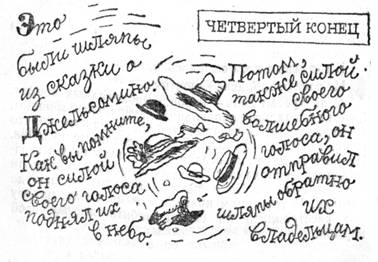 ЧЕТВЕРТЫЙ КОНЕЦ
Это
были шляпы
из сказки о
Джельсомино.
Как вы помните,
он силой
своего голоса
поднял их
в небо.
Потом,
также силой
своего
волшебного
голоса, он
отправил
шляпы обратно
их
владельцам.